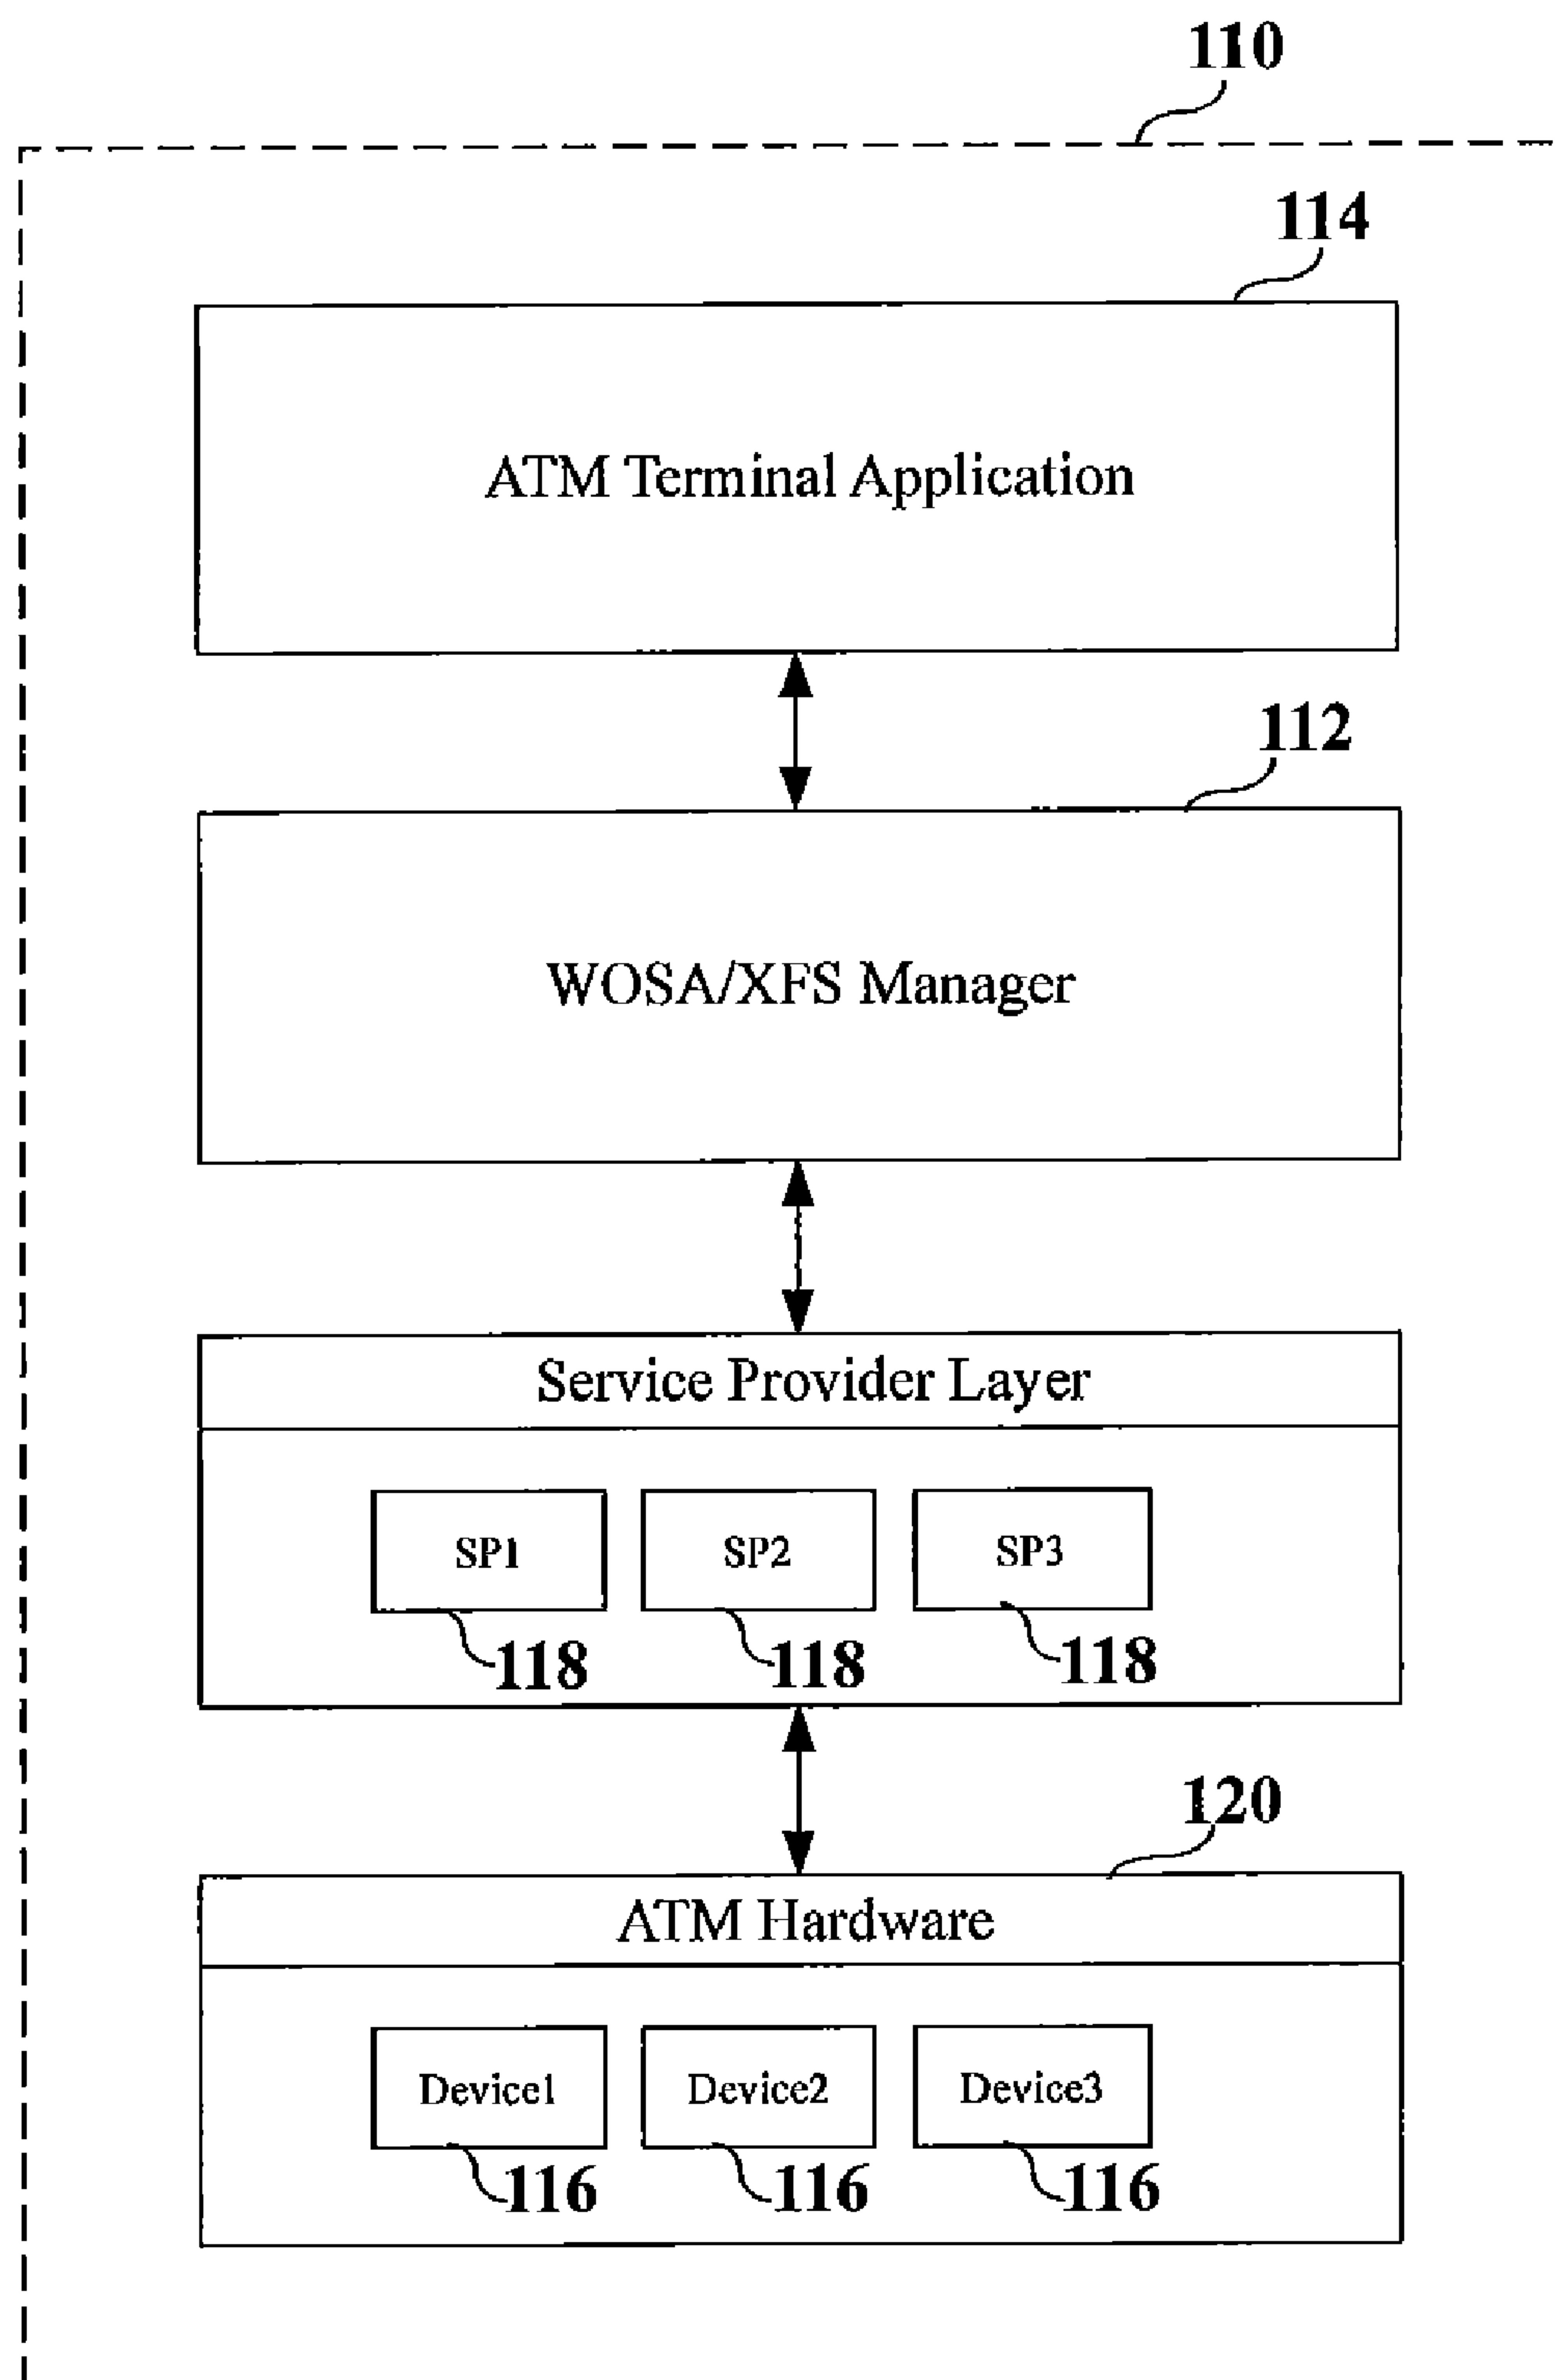 110
114
ATM Terminal Application
112
WOSA/XFS Manager
Service Provider Layer
SP1 SP2 SP3
118 118 118
120
ATM Hardware
Device1 Device2 Device3
116 116 116